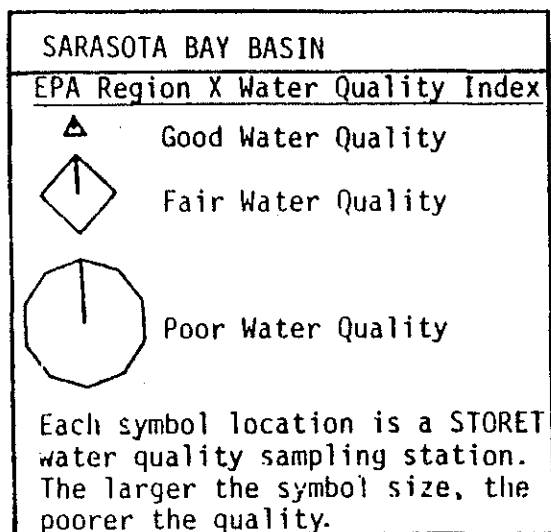 SARASOTA BAY BASIN
EPA Region X Water Quality Index
Good Water Quality
Fair Water Quality
Poor Water Quality
Each symbol location is a STORET
water quality sampling station.
The larger the symbol size, the
poorer the quality.